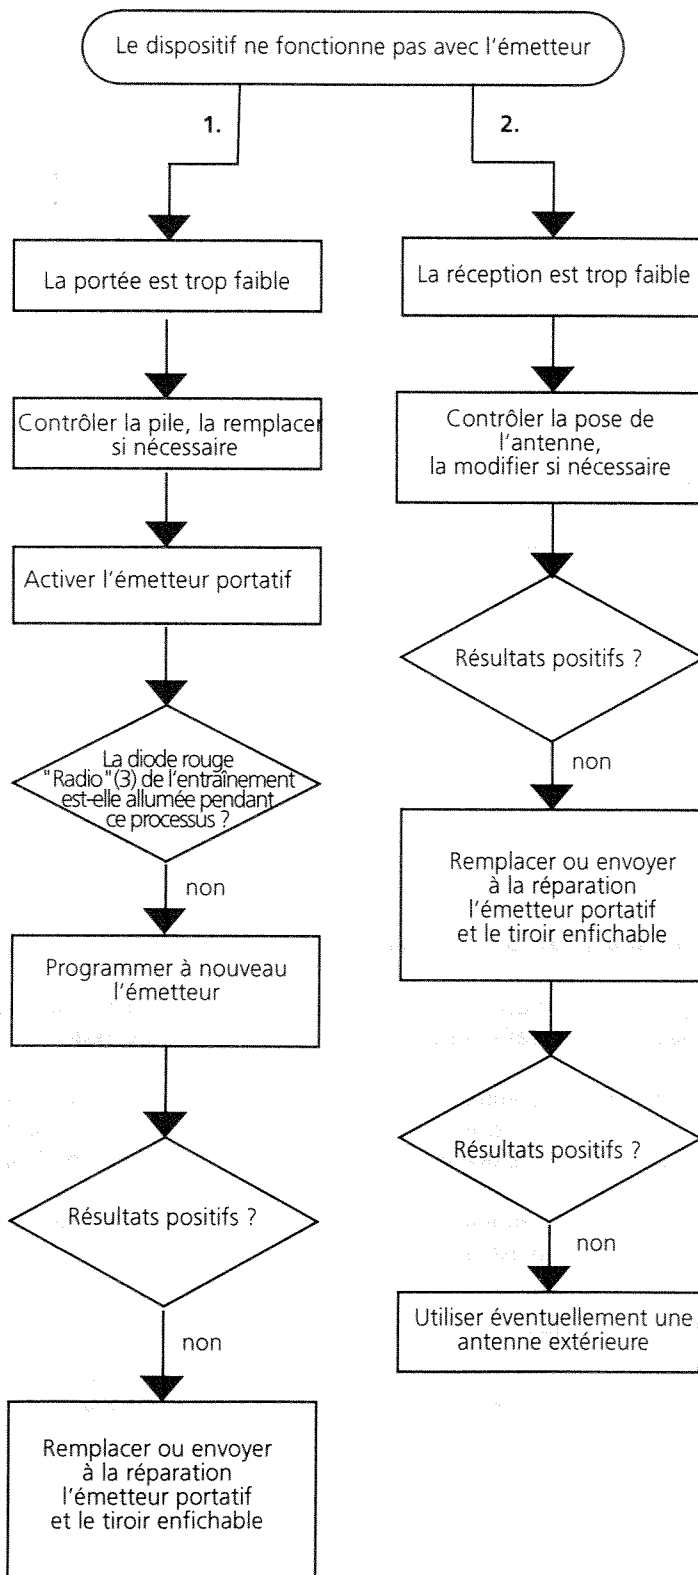 Le dispositif ne fonctionne pas avec l'émetteur
1.
La portée est trop faible
Contrôler la pile, la remplacer
si nécessaire
Activer l'émetteur portatif
La diode rouge
"Radio"(3) de l'entraînement
est-elle allumée pendant
ce processus ?
non
Programmer à nouveau
l'émetteur
Résultats positifs ?
non
Remplacer ou envoyer
à la réparation
l'émetteur portatif
et le tiroir enfichable
2.
La réception est trop faible
Contrôler la pose de
l'antenne,
la modifier si nécessaire
Résultats positifs ?
non
Remplacer ou envoyer
à la réparation
l'émetteur portatif
et le tiroir enfichable
Résultats positifs ?
non
Utiliser éventuellement une
antenne extérieure